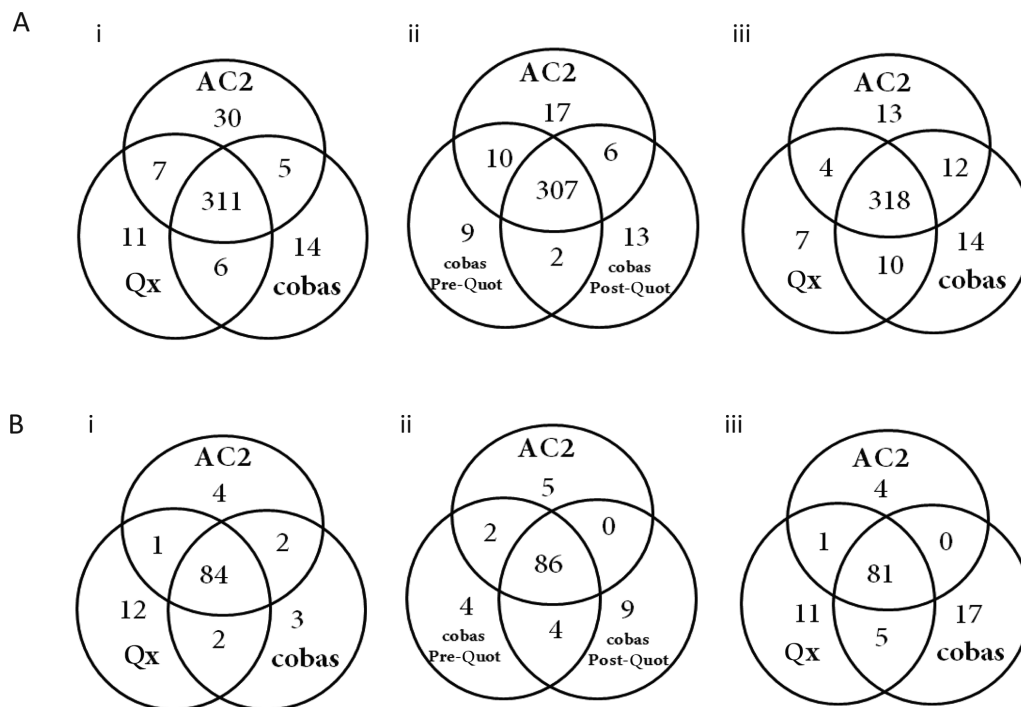 A
i
ii
iii
AC2
30
7
5
311
11
14
6
Qx
cobas
AC2
17
10
6
307
9
13
2
cobas
Pre-Quot
cobas
Post-Quot
AC2
13
4
12
318
7
14
10
Qx
cobas
B
i
ii
iii
AC2
4
1
2
84
12
3
2
Qx
cobas
AC2
5
2
0
86
4
9
4
cobas
Pre-Quot
cobas
Post-Quot
AC2
4
1
0
81
11
17
5
Qx
cobas